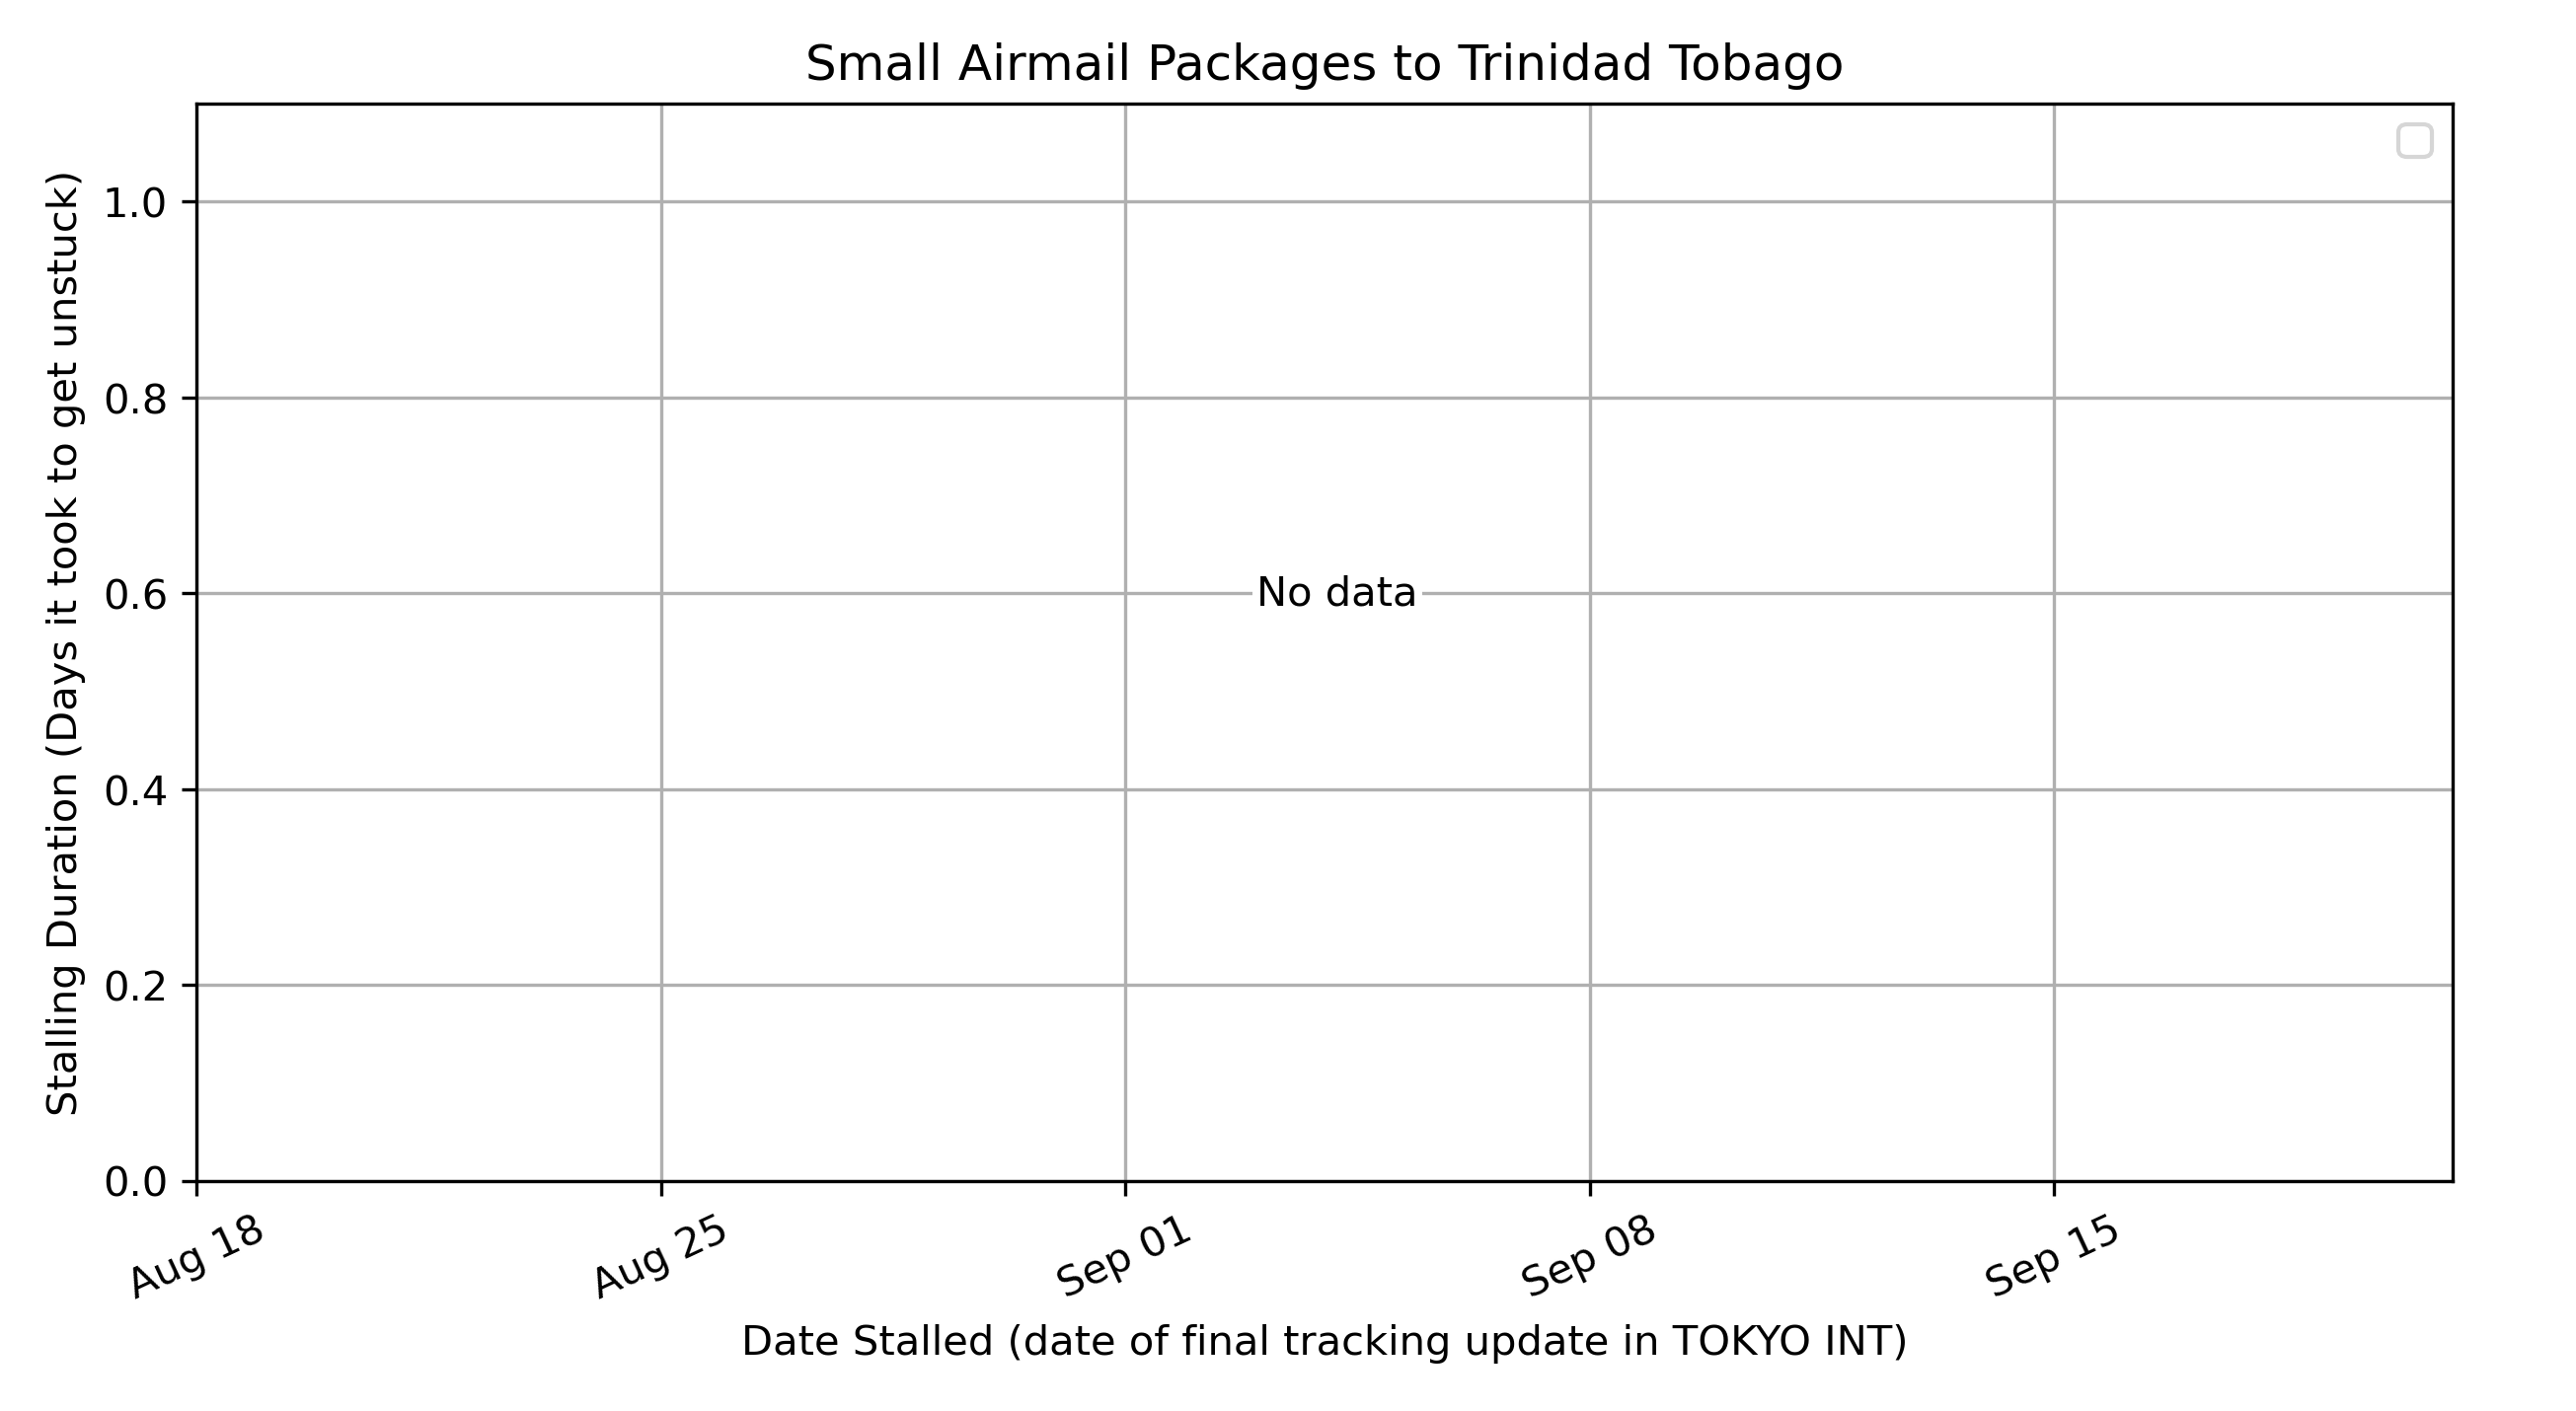 Small Airmail Packages to Trinidad Tobago
Stalling Duration (Days it took to get unstuck)
1.0
0.8
0.6
0.4
0.2
0.0
No data
Aug 18
Aug 25
Sep 01
Sep 08
Sep 15
Date Stalled (date of final tracking update in TOKYO INT)